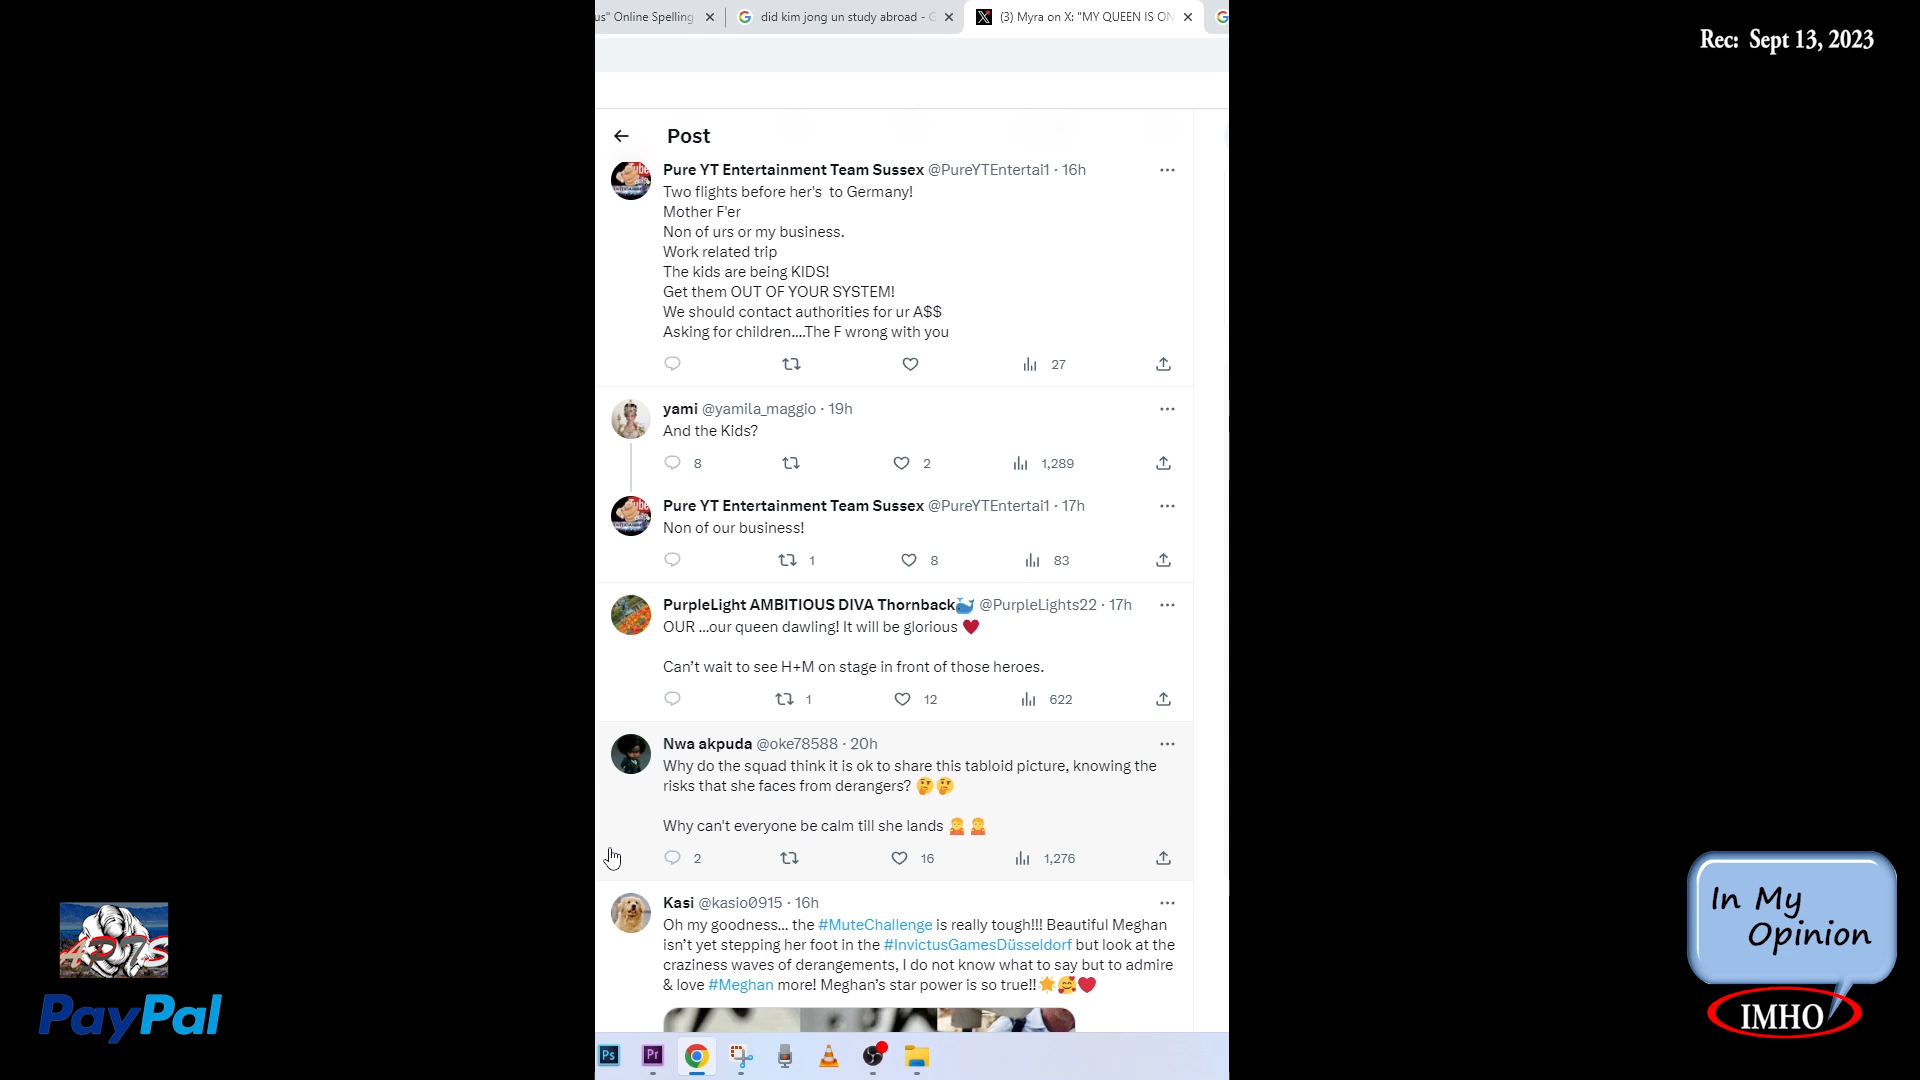 us" Online Spelling
did kim jong un study abroad - G
(3) Myra on X: "MY QUEEN IS ON
Rec: Sept 13, 2023
Post
Pure YT Entertainment Team Sussex @PureYTEntertai1 · 16h
Two flights before her's to Germany!
Mother F'er
Non of urs or my business.
Work related trip
The kids are being KIDS!
Get them OUT OF YOUR SYSTEM!
We should contact authorities for ur A$$
Asking for children....The F wrong with you
27
yami @yamila_maggio · 19h
And the Kids?
8 2 1,289
Pure YT Entertainment Team Sussex @PureYTEntertai1 · 17h
Non of our business!
1 8 83
PurpleLight AMBITIOUS DIVA Thornback🐳 @PurpleLights22 · 17h
OUR ...our queen dawling! It will be glorious ♥
Can't wait to see H+M on stage in front of those heroes.
1 12 622
Nwa akpuda @oke78588 · 20h
Why do the squad think it is ok to share this tabloid picture, knowing the
risks that she faces from derangers? 🤔🤔
Why can't everyone be calm till she lands 🤷 🤷
2 16 1,276
Kasi @kasio0915 · 16h
Oh my goodness... the #MuteChallenge is really tough!!! Beautiful Meghan
isn't yet stepping her foot in the #InvictusGamesDüsseldorf but look at the
craziness waves of derangements, I do not know what to say but to admire
& love #Meghan more! Meghan's star power is so true!!🌟🥰❤
Ps
Pr
PayPal
In My
Opinion
IMHO